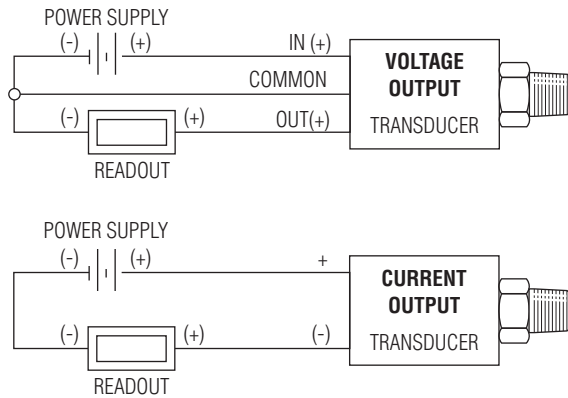 POWER SUPPLY
(-) (+) IN (+)
COMMON
(-) (+) OUT(+)
READOUT
VOLTAGE
OUTPUT
TRANSDUCER
POWER SUPPLY
(-) (+) +
(-) (+) (-)
READOUT
CURRENT
OUTPUT
TRANSDUCER